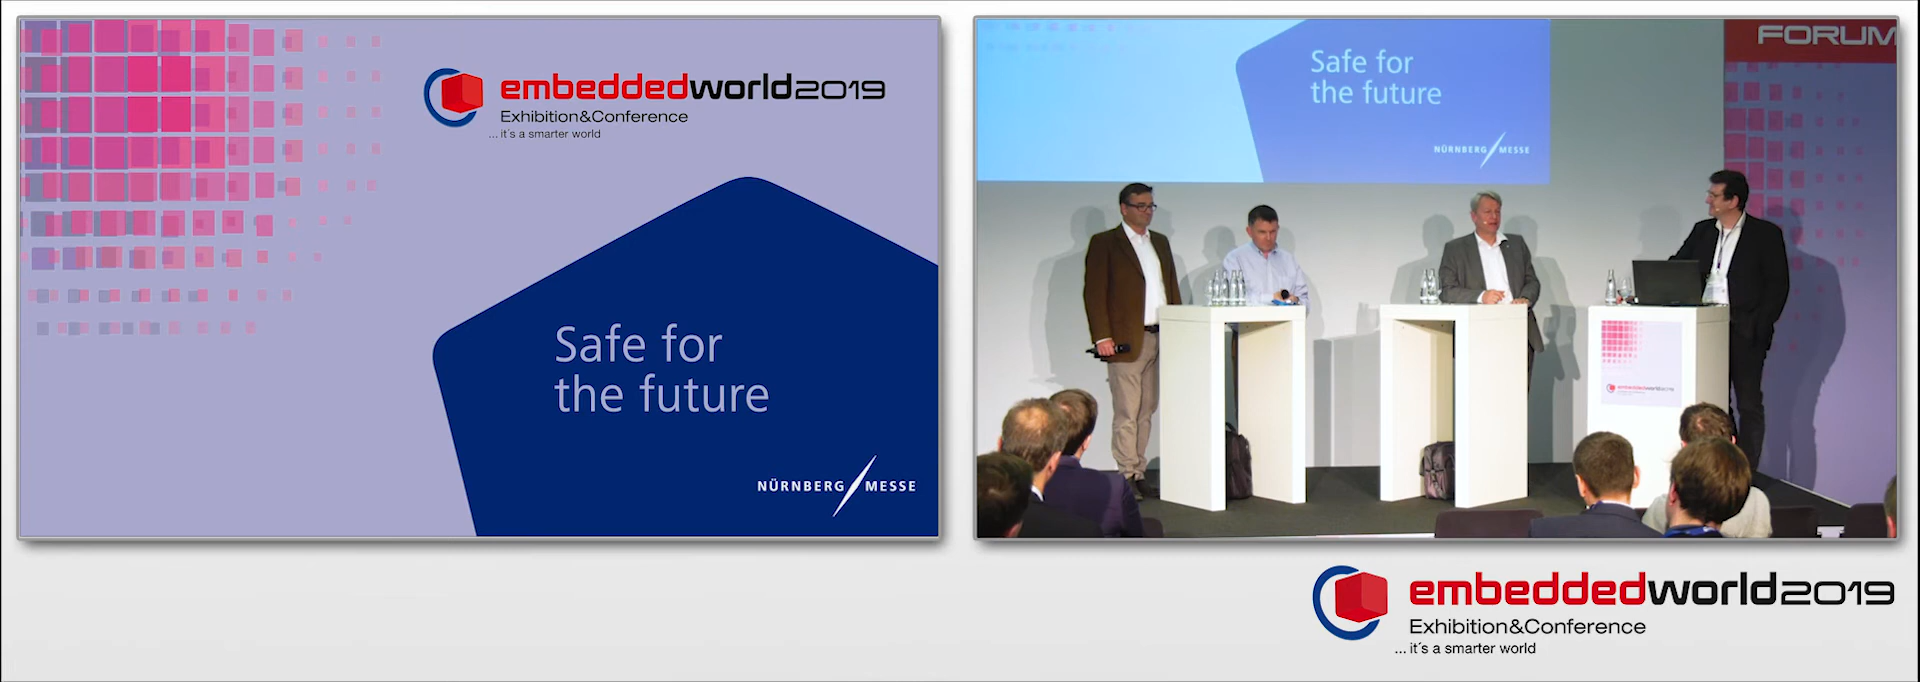 embeddedworld2019
Exhibition&Conference
... it's a smarter world
Safe for
the future
NÜRNBERG MESSE
FORUM
Safe for
the future
NÜRNBERG MESSE
embeddedworld2019
embeddedworld2019
Exhibition&Conference
... it´s a smarter world